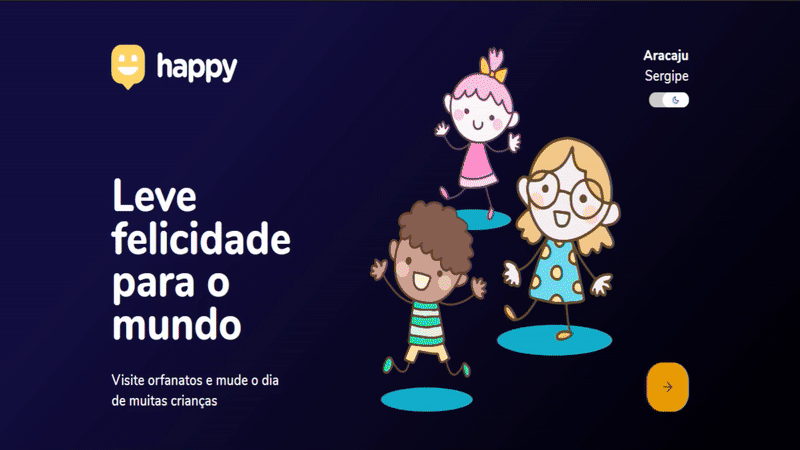 happy
Aracaju
Sergipe
Leve
felicidade
para o
mundo
Visite orfanatos e mude o dia
de muitas crianças